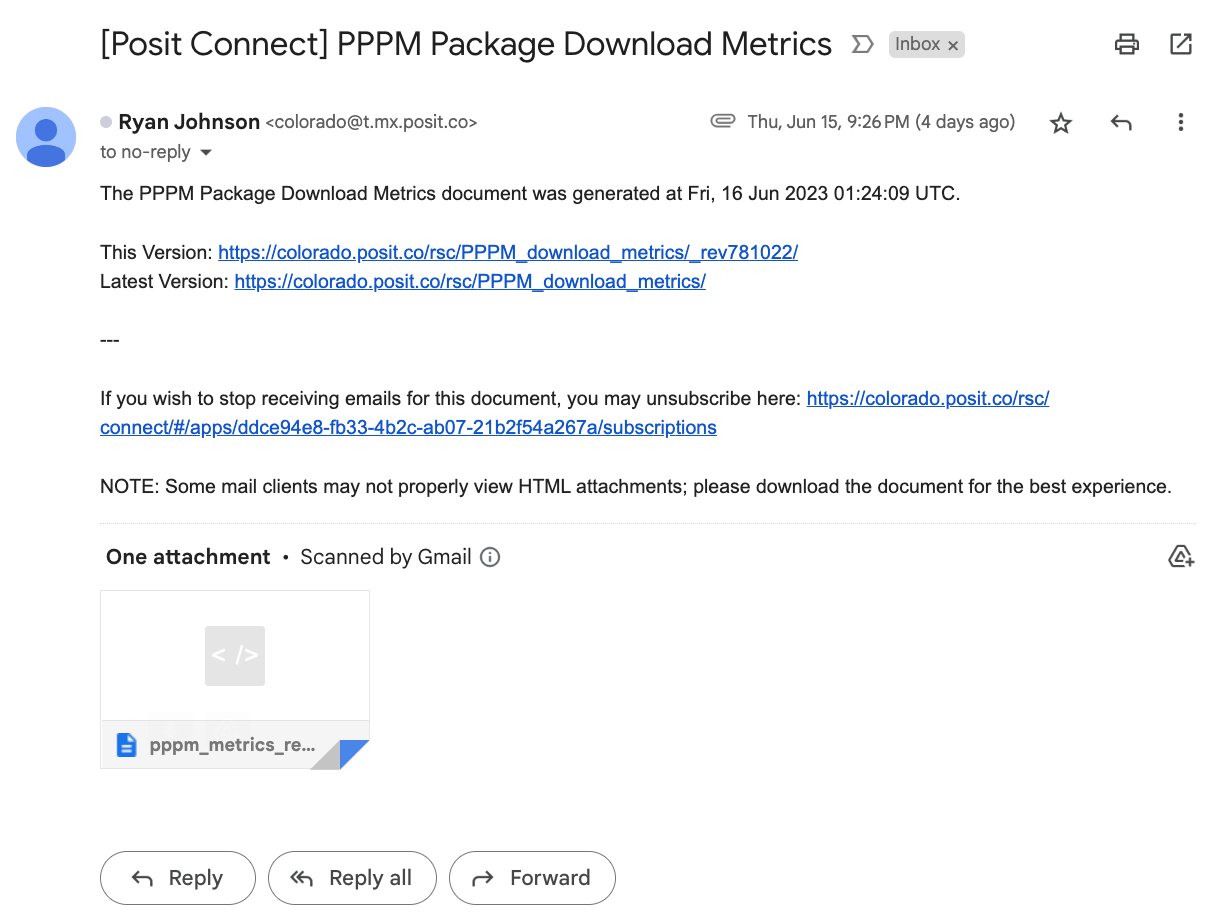 [Posit Connect] PPPM Package Download Metrics Inbox ×
Ryan Johnson <colorado@t.mx.posit.co> Thu, Jun 15, 9:26 PM (4 days ago)
to no-reply
The PPPM Package Download Metrics document was generated at Fri, 16 Jun 2023 01:24:09 UTC.
This Version: https://colorado.posit.co/rsc/PPPM_download_metrics/_rev781022/
Latest Version: https://colorado.posit.co/rsc/PPPM_download_metrics/
---
If you wish to stop receiving emails for this document, you may unsubscribe here: https://colorado.posit.co/rsc/
connect/#/apps/ddce94e8-fb33-4b2c-ab07-21b2f54a267a/subscriptions
NOTE: Some mail clients may not properly view HTML attachments; please download the document for the best experience.
One attachment • Scanned by Gmail
< />
pppm_metrics_re...
Reply Reply all Forward